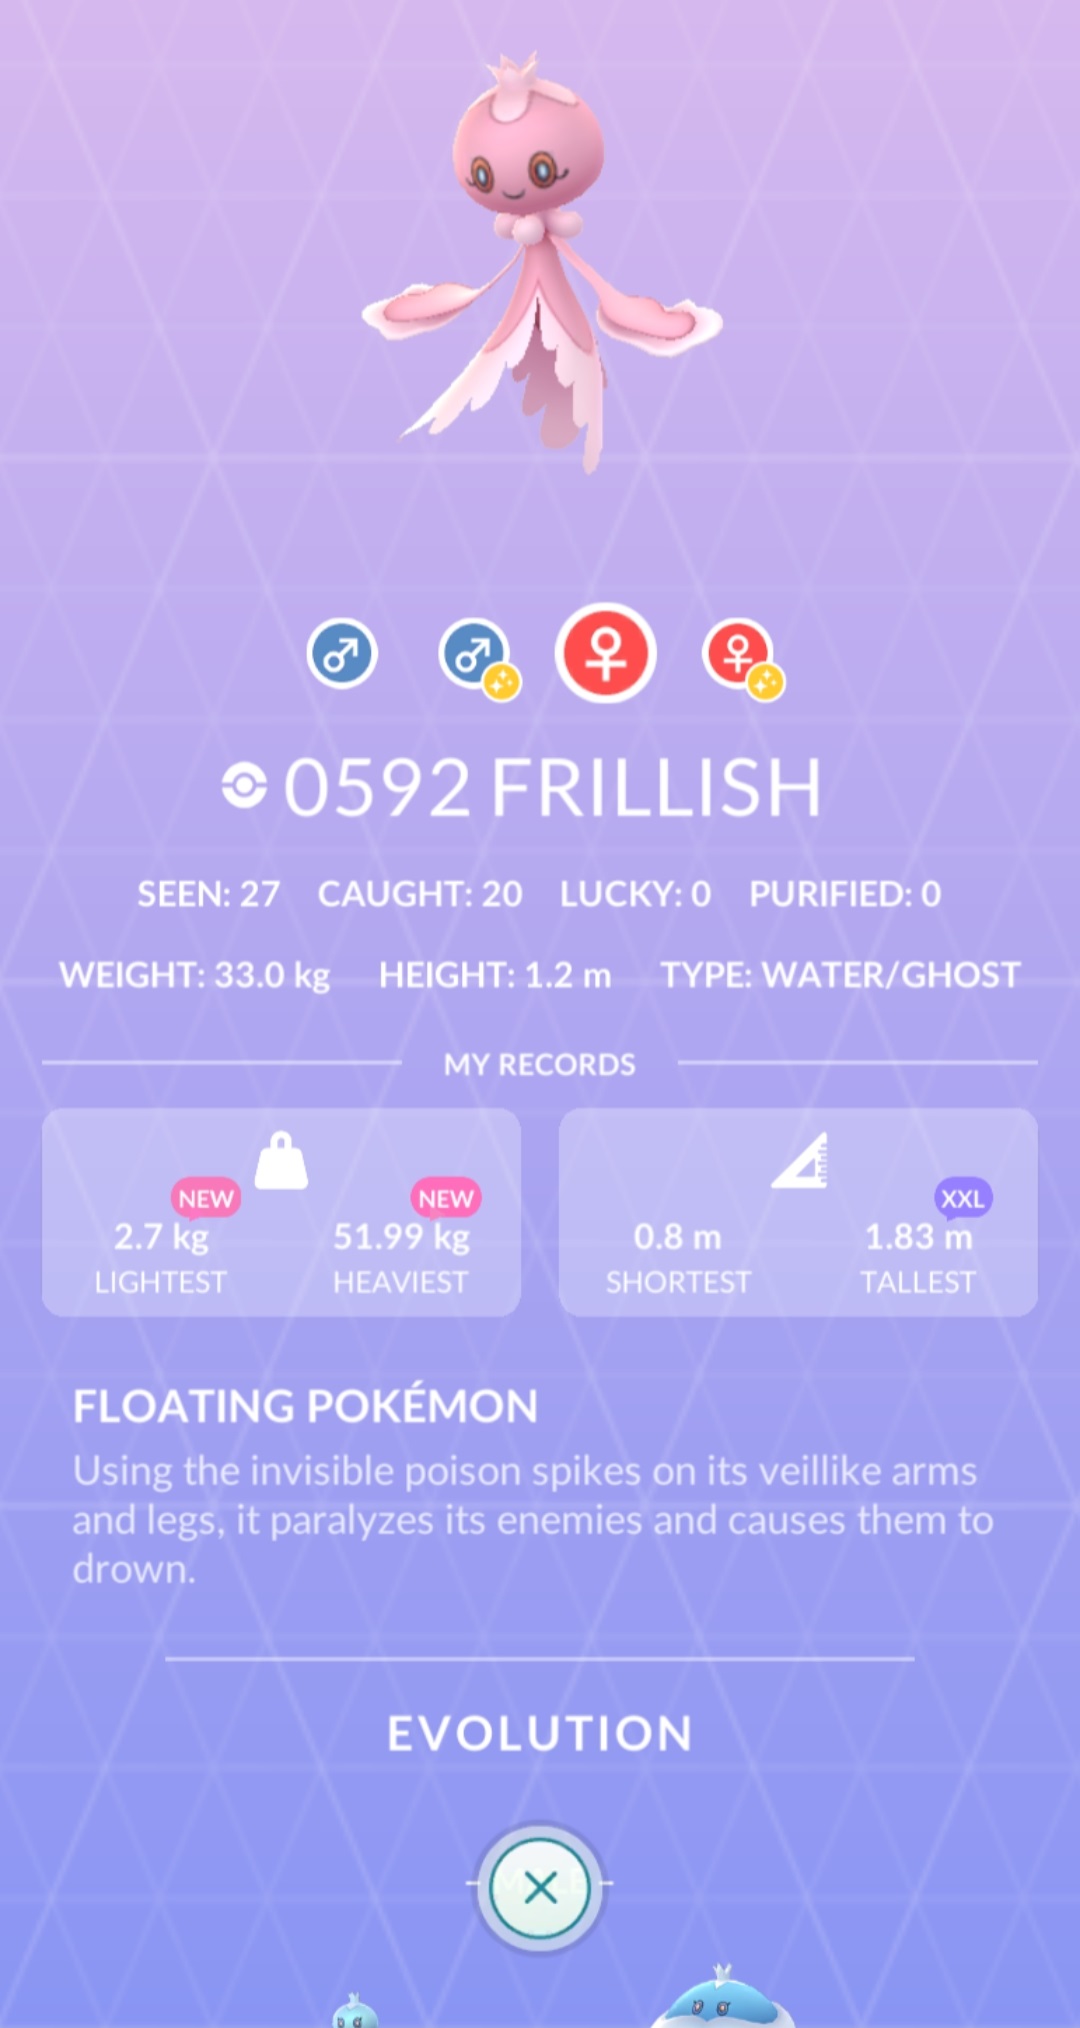 0592 FRILLISH
SEEN: 27 CAUGHT: 20 LUCKY: 0 PURIFIED: 0
WEIGHT: 33.0 kg HEIGHT: 1.2 m TYPE: WATER/GHOST
MY RECORDS
NEW NEW XXL
2.7 kg 51.99 kg 0.8 m 1.83 m
LIGHTEST HEAVIEST SHORTEST TALLEST
FLOATING POKÉMON
Using the invisible poison spikes on its veillike arms
and legs, it paralyzes its enemies and causes them to
drown.
EVOLUTION